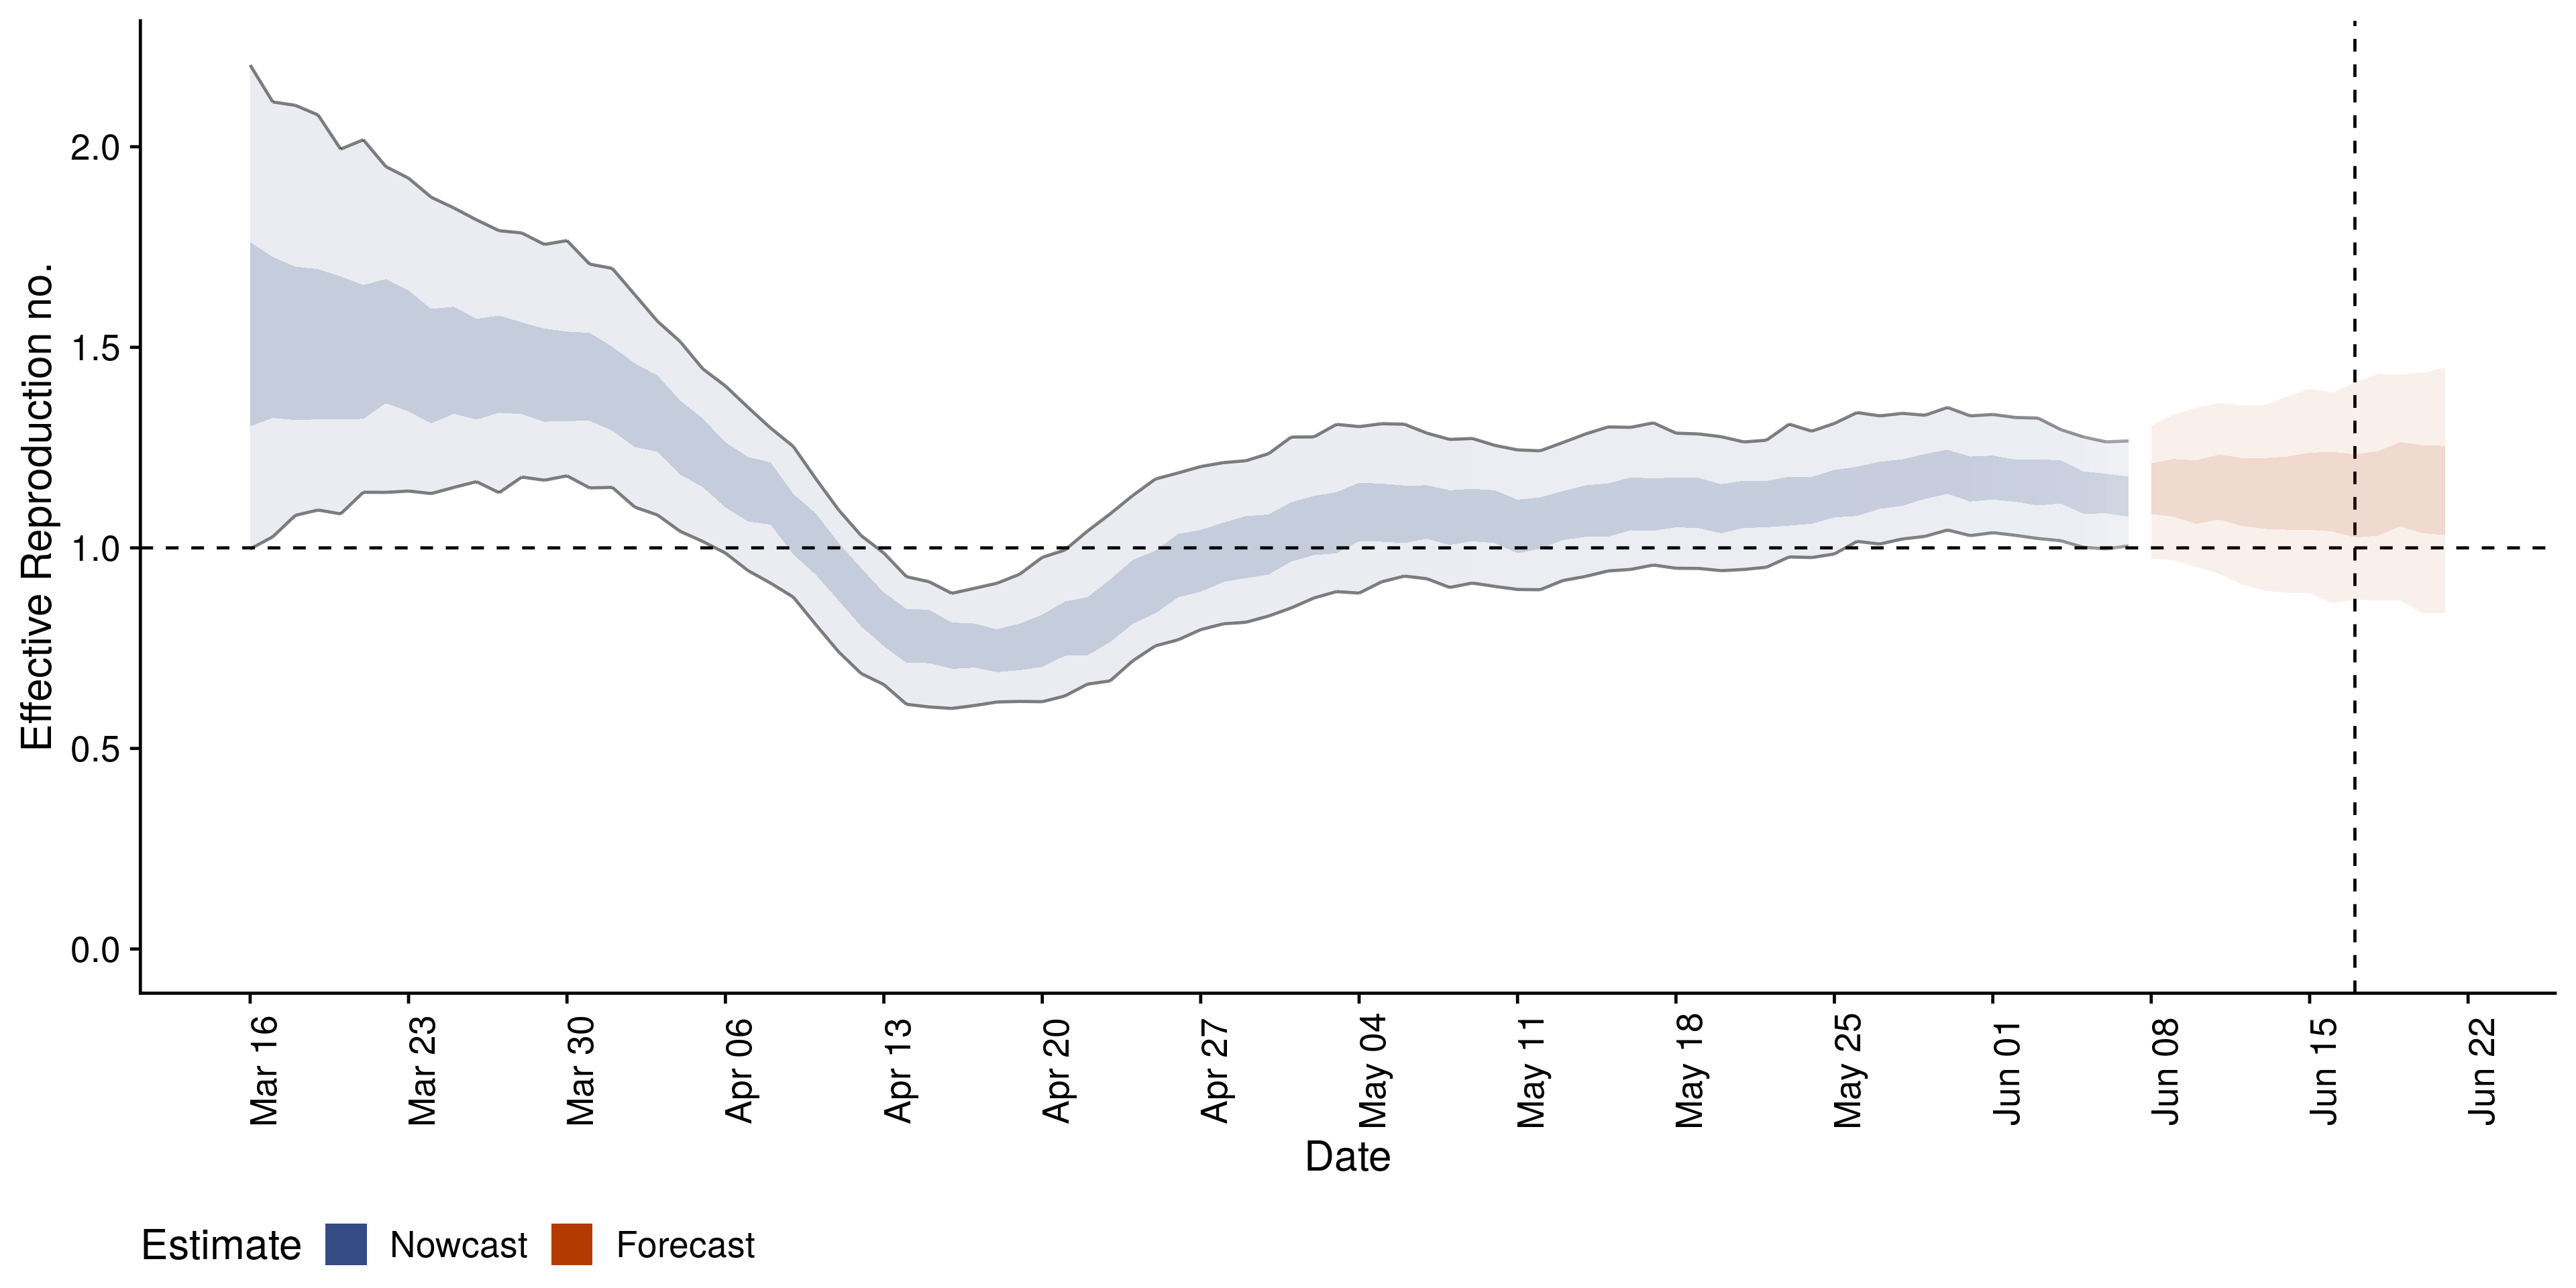 Effective Reproduction no.
2.0
1.5
1.0
0.5
0.0
Mar 16
Mar 23
Mar 30
Apr 06
Apr 13
Apr 20
Apr 27
May 04
May 11
May 18
May 25
Jun 01
Jun 08
Jun 15
Jun 22
Date
Estimate Nowcast Forecast